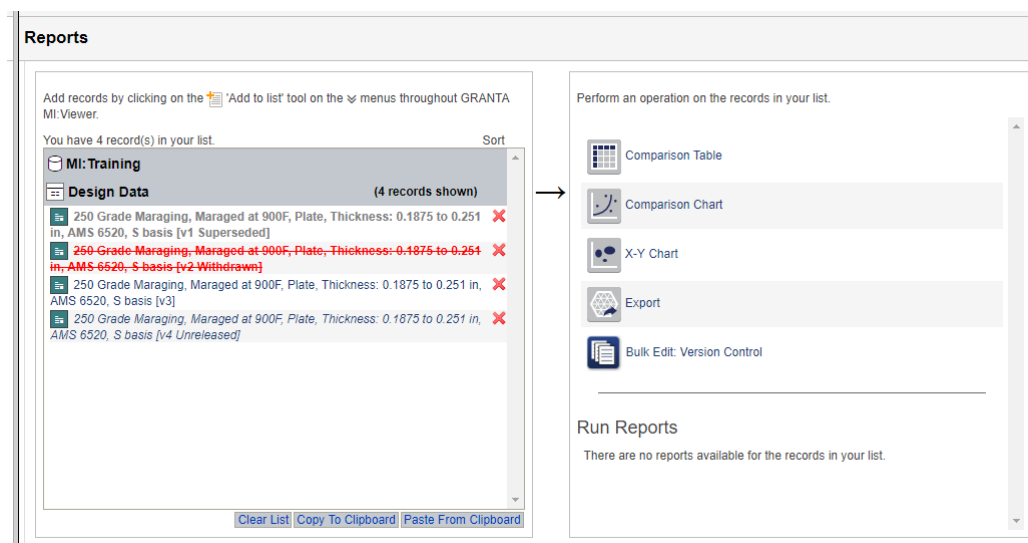 Reports
Add records by clicking on the 'Add to list' tool on the menus throughout GRANTA
MI:Viewer.
You have 4 record(s) in your list.
Sort
MI:Training
Design Data
(4 records shown)
250 Grade Maraging, Maraged at 900F, Plate, Thickness: 0.1875 to 0.251
in, AMS 6520, S basis [v1 Superseded]
250 Grade Maraging, Maraged at 900F, Plate, Thickness: 0.1875 to 0.251
in, AMS 6520, S basis [v2 Withdrawn]
250 Grade Maraging, Maraged at 900F, Plate, Thickness: 0.1875 to 0.251 in,
AMS 6520, S basis [v3]
250 Grade Maraging, Maraged at 900F, Plate, Thickness: 0.1875 to 0.251 in,
AMS 6520, S basis [v4 Unreleased]
Clear List Copy To Clipboard Paste From Clipboard
Perform an operation on the records in your list.
Comparison Table
Comparison Chart
X-Y Chart
Export
Bulk Edit: Version Control
Run Reports
There are no reports available for the records in your list.